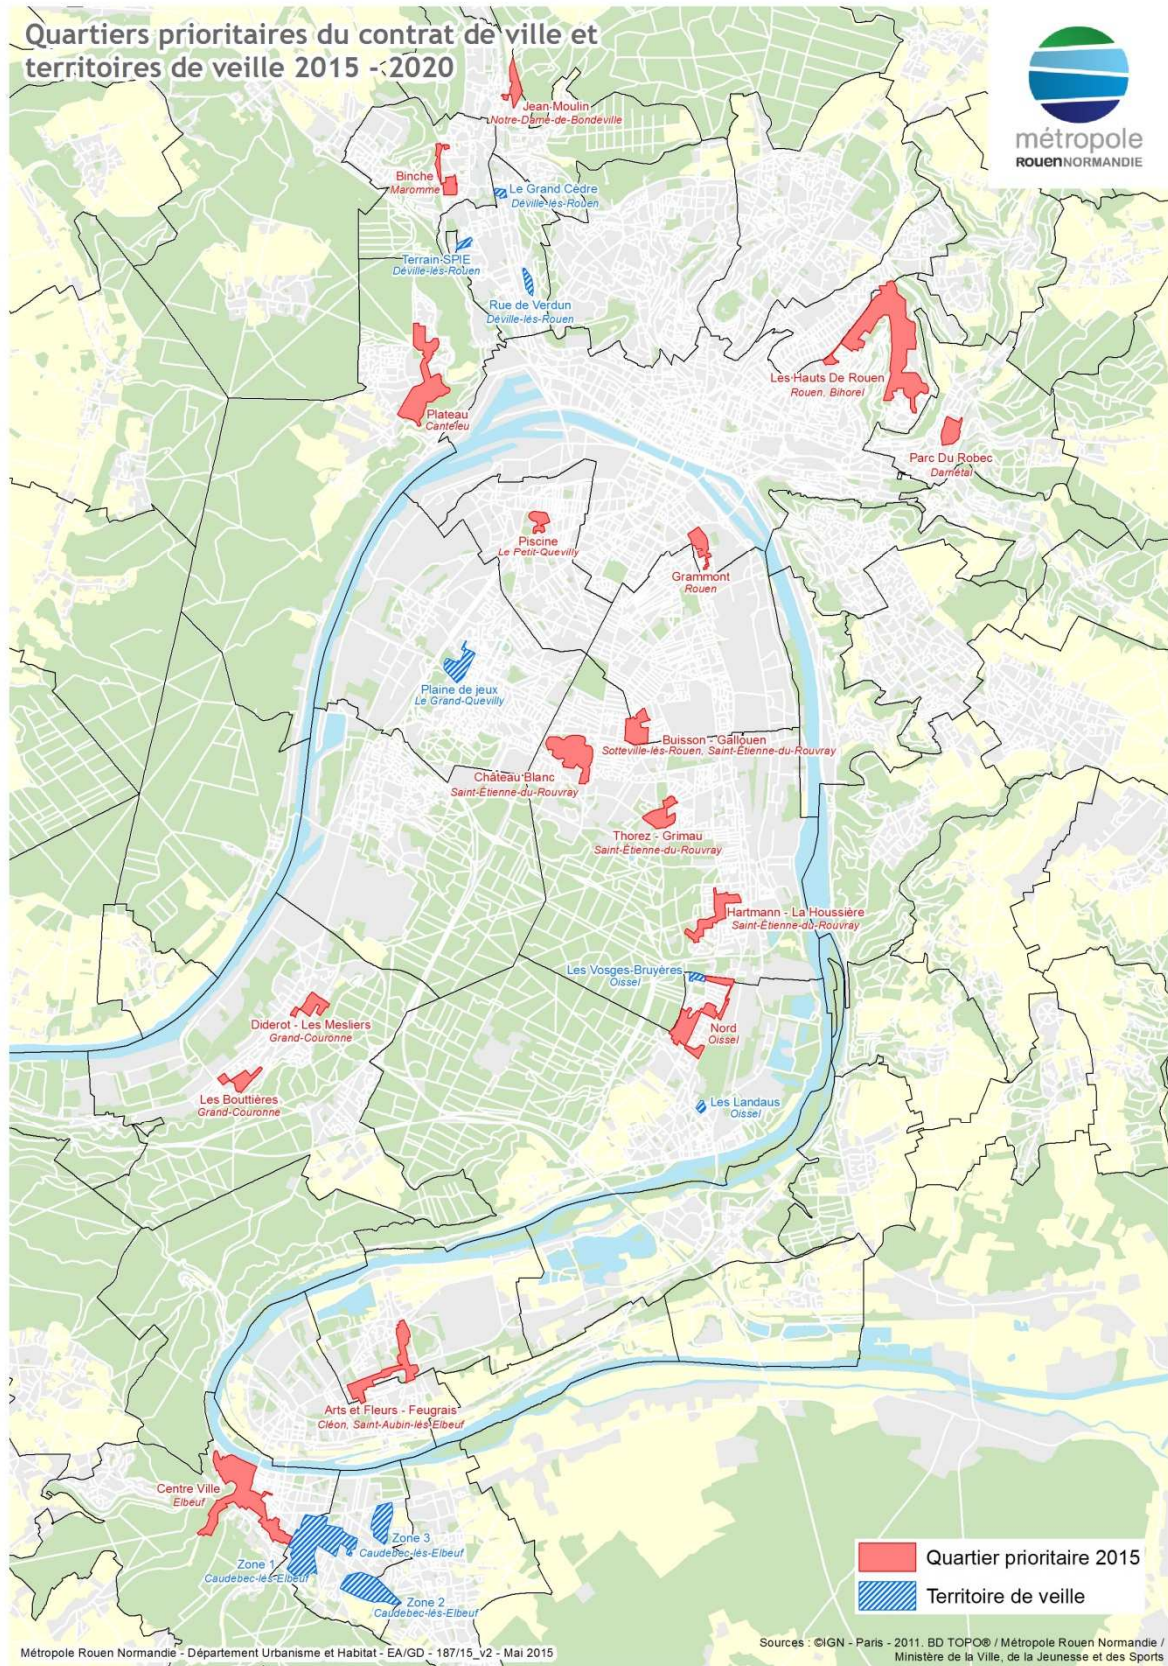 Quartiers prioritaires du contrat de ville et
territoires de veille 2015 - 2020
métropole
ROUENNORMANDIE
Jean Moulin
Notre-Dame-de-Bondeville
Binche
Maromme
Le Grand Cèdre
Déville-lès-Rouen
Terrain SPIE
Déville-lès-Rouen
Rue de Verdun
Déville-lès-Rouen
Les Hauts De Rouen
Rouen, Bihorel
Plateau
Canteleu
Parc Du Robec
Darnétal
Piscine
Le Petit-Quevilly
Grammont
Rouen
Plaine de jeux
Le Grand-Quevilly
Buisson - Gallouen
Sotteville-lès-Rouen, Saint-Étienne-du-Rouvray
Château Blanc
Saint-Étienne-du-Rouvray
Thorez - Grimau
Saint-Étienne-du-Rouvray
Hartmann - La Houssière
Saint-Étienne-du-Rouvray
Les Vosges-Bruyères
Oissel
Diderot - Les Mesliers
Grand-Couronne
Nord
Oissel
Les Bouttières
Grand-Couronne
Les Landaus
Oissel
Arts et Fleurs - Feugrais
Cléon, Saint-Aubin-lès-Elbeuf
Centre Ville
Elbeuf
Zone 3
Caudebec-lès-Elbeuf
Zone 1
Caudebec-lès-Elbeuf
Zone 2
Caudebec-lès-Elbeuf
Quartier prioritaire 2015
Territoire de veille
Métropole Rouen Normandie - Département Urbanisme et Habitat - EA/GD - 187/15_v2 - Mai 2015
Sources : ©IGN - Paris - 2011. BD TOPO® / Métropole Rouen Normandie /
Ministère de la Ville, de la Jeunesse et des Sports